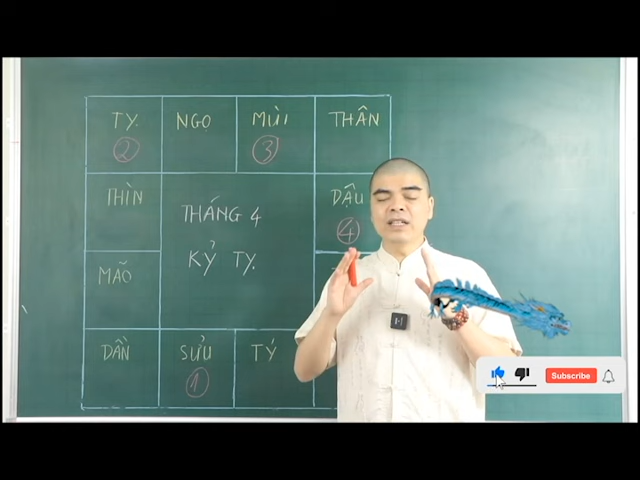 TỴ
NGỌ
MÙI
THÂN
2
3
THÌN
DẬU
THÁNG 4
4
KỶ TỴ
MÃO
DẦN
SỬU
TÝ
1
Subscribe